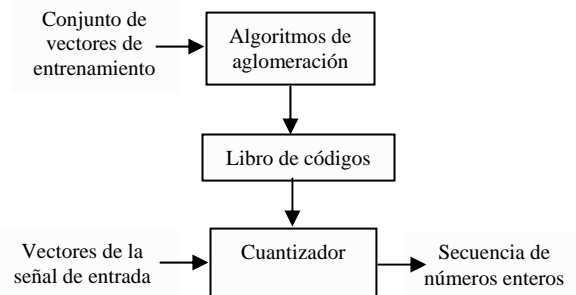 Conjunto de
vectores de
entrenamiento
Algoritmos de
aglomeración
Libro de códigos
Vectores de la
señal de entrada
Cuantizador
Secuencia de
números enteros